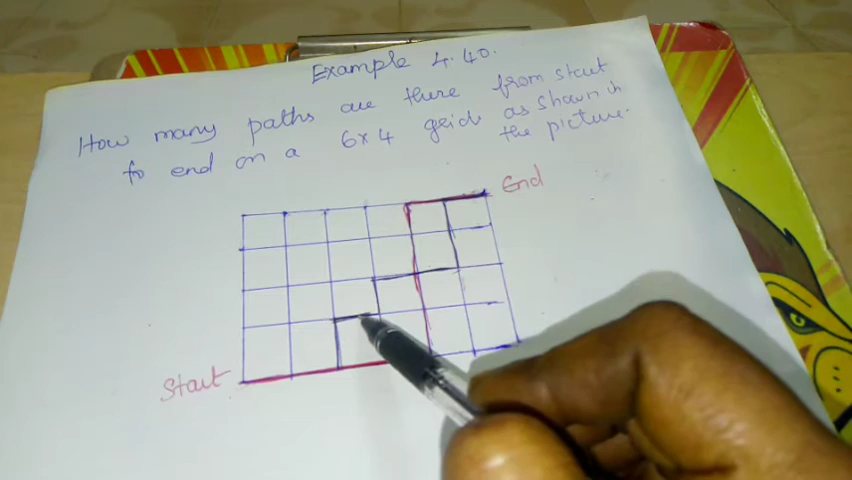 Example 4.40.
How many paths are there from start
to end on a 6x4 grid as shown in
the picture.
End
Start